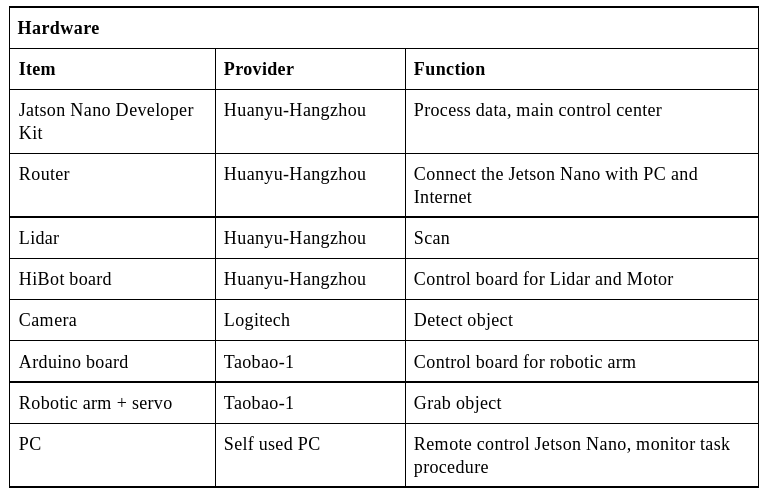 Hardware
Item Provider Function
Jatson Nano Developer Huanyu-Hangzhou Process data, main control center
Kit
Router Huanyu-Hangzhou Connect the Jetson Nano with PC and
Internet
Lidar Huanyu-Hangzhou Scan
HiBot board Huanyu-Hangzhou Control board for Lidar and Motor
Camera Logitech Detect object
Arduino board Taobao-1 Control board for robotic arm
Robotic arm + servo Taobao-1 Grab object
PC Self used PC Remote control Jetson Nano, monitor task
procedure